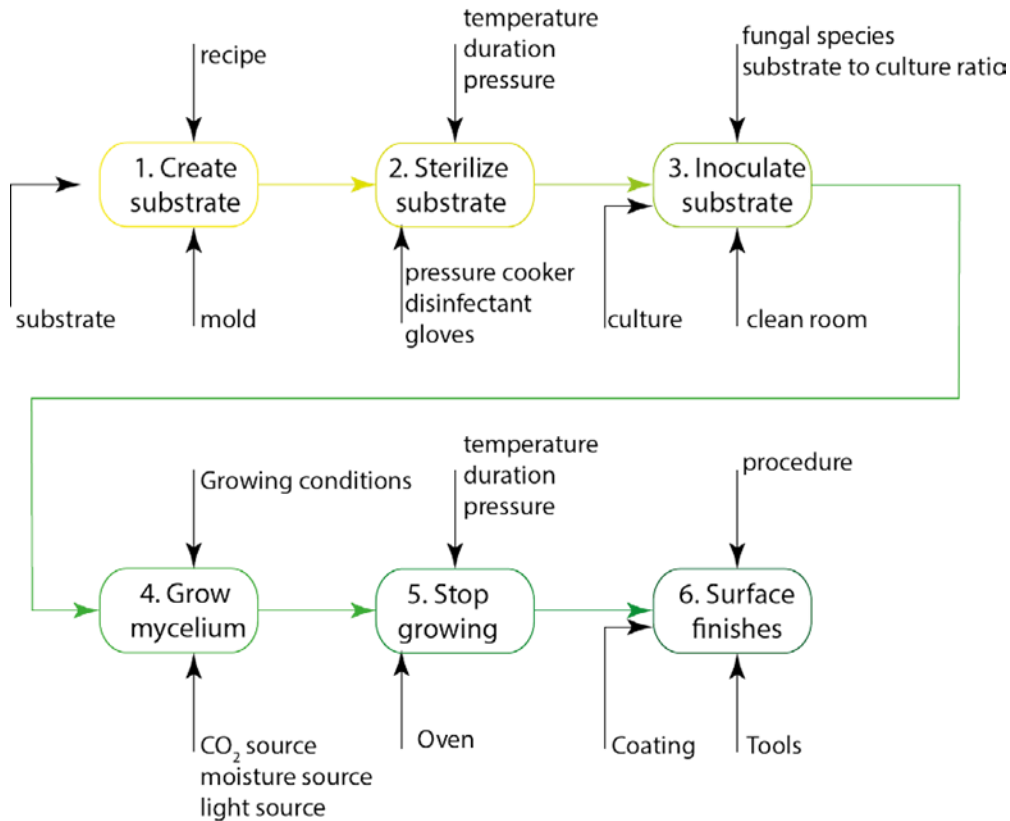 recipe
temperature
duration
pressure
fungal species
substrate to culture ratio
1. Create
substrate
2. Sterilize
substrate
3. Inoculate
substrate
substrate
mold
pressure cooker
disinfectant
gloves
culture
clean room
Growing conditions
temperature
duration
pressure
procedure
4. Grow
mycelium
5. Stop
growing
6. Surface
finishes
CO₂ source
moisture source
light source
Oven
Coating
Tools